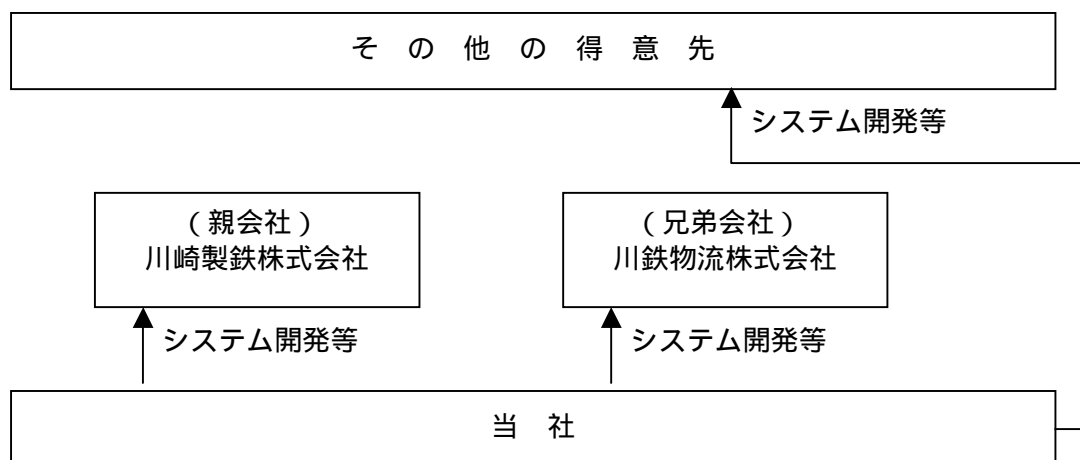 そ の 他 の 得 意 先
システム開発等
（親会社）
川崎製鉄株式会社
（兄弟会社）
川鉄物流株式会社
システム開発等
システム開発等
当 社